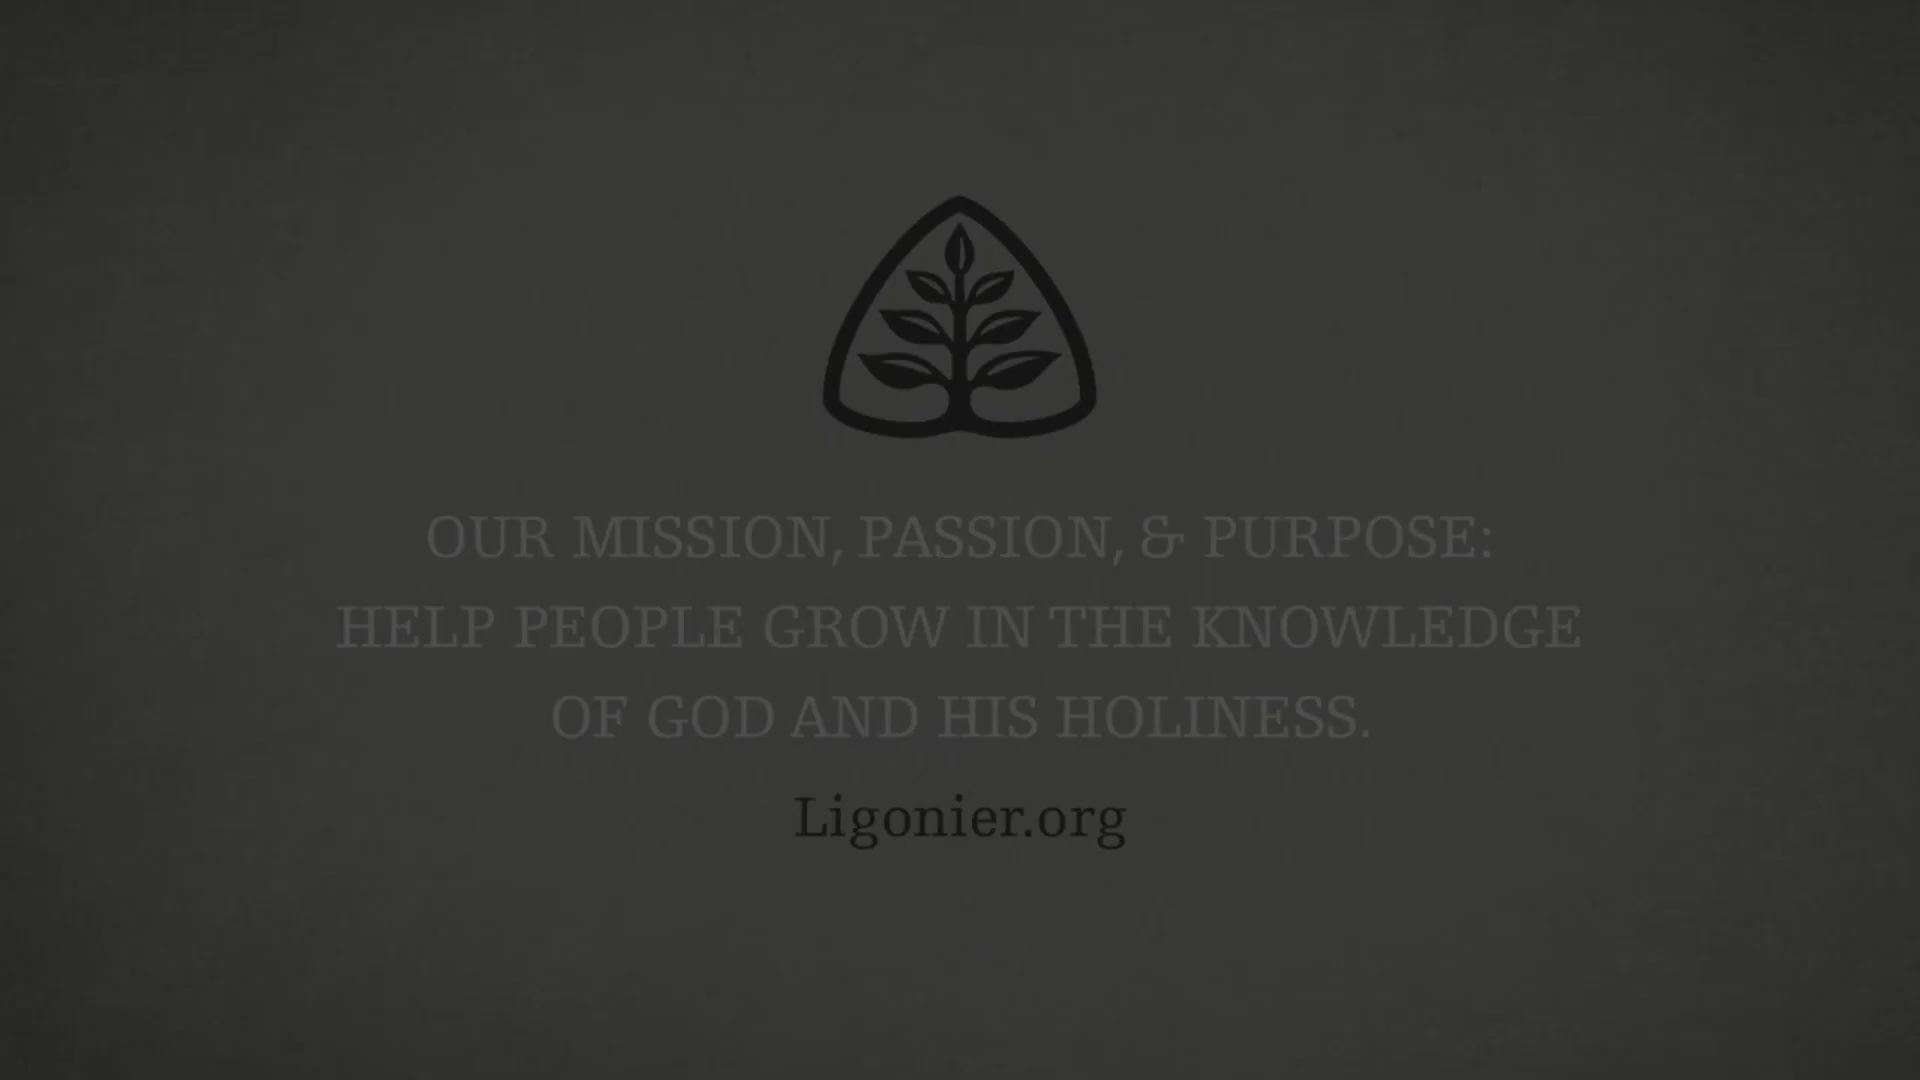 OUR MISSION, PASSION, & PURPOSE:
HELP PEOPLE GROW IN THE KNOWLEDGE
OF GOD AND HIS HOLINESS.
Ligonier.org